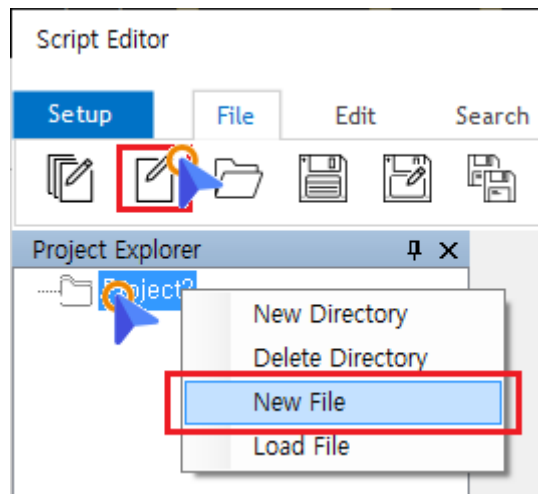 Script Editor
Setup File Edit Search
Project Explorer
New Directory
Delete Directory
New File
Load File